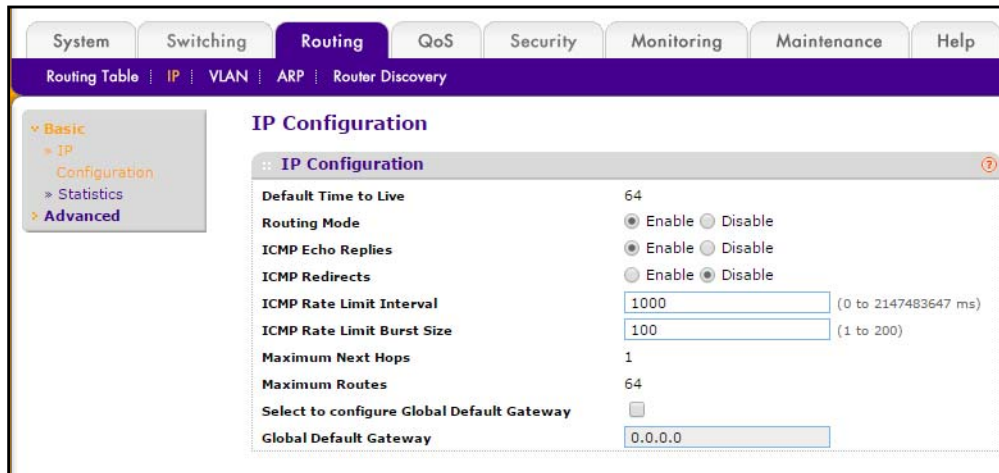 System Switching Routing QoS Security Monitoring Maintenance Help
Routing Table IP VLAN ARP Router Discovery
Basic
» IP
Configuration
» Statistics
Advanced
IP Configuration
IP Configuration ?
Default Time to Live 64
Routing Mode Enable Disable
ICMP Echo Replies Enable Disable
ICMP Redirects Enable Disable
ICMP Rate Limit Interval 1000 (0 to 2147483647 ms)
ICMP Rate Limit Burst Size 100 (1 to 200)
Maximum Next Hops 1
Maximum Routes 64
Select to configure Global Default Gateway
Global Default Gateway 0.0.0.0